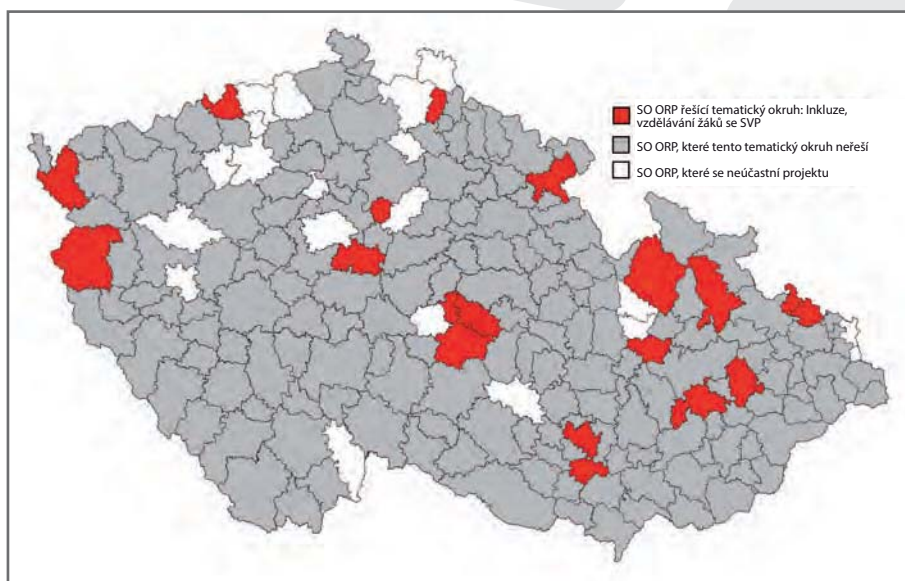 SO ORP řešící tematický okruh: Inkluze,
vzdělávání žáků se SVP
SO ORP, které tento tematický okruh neřeší
SO ORP, které se neúčastní projektu